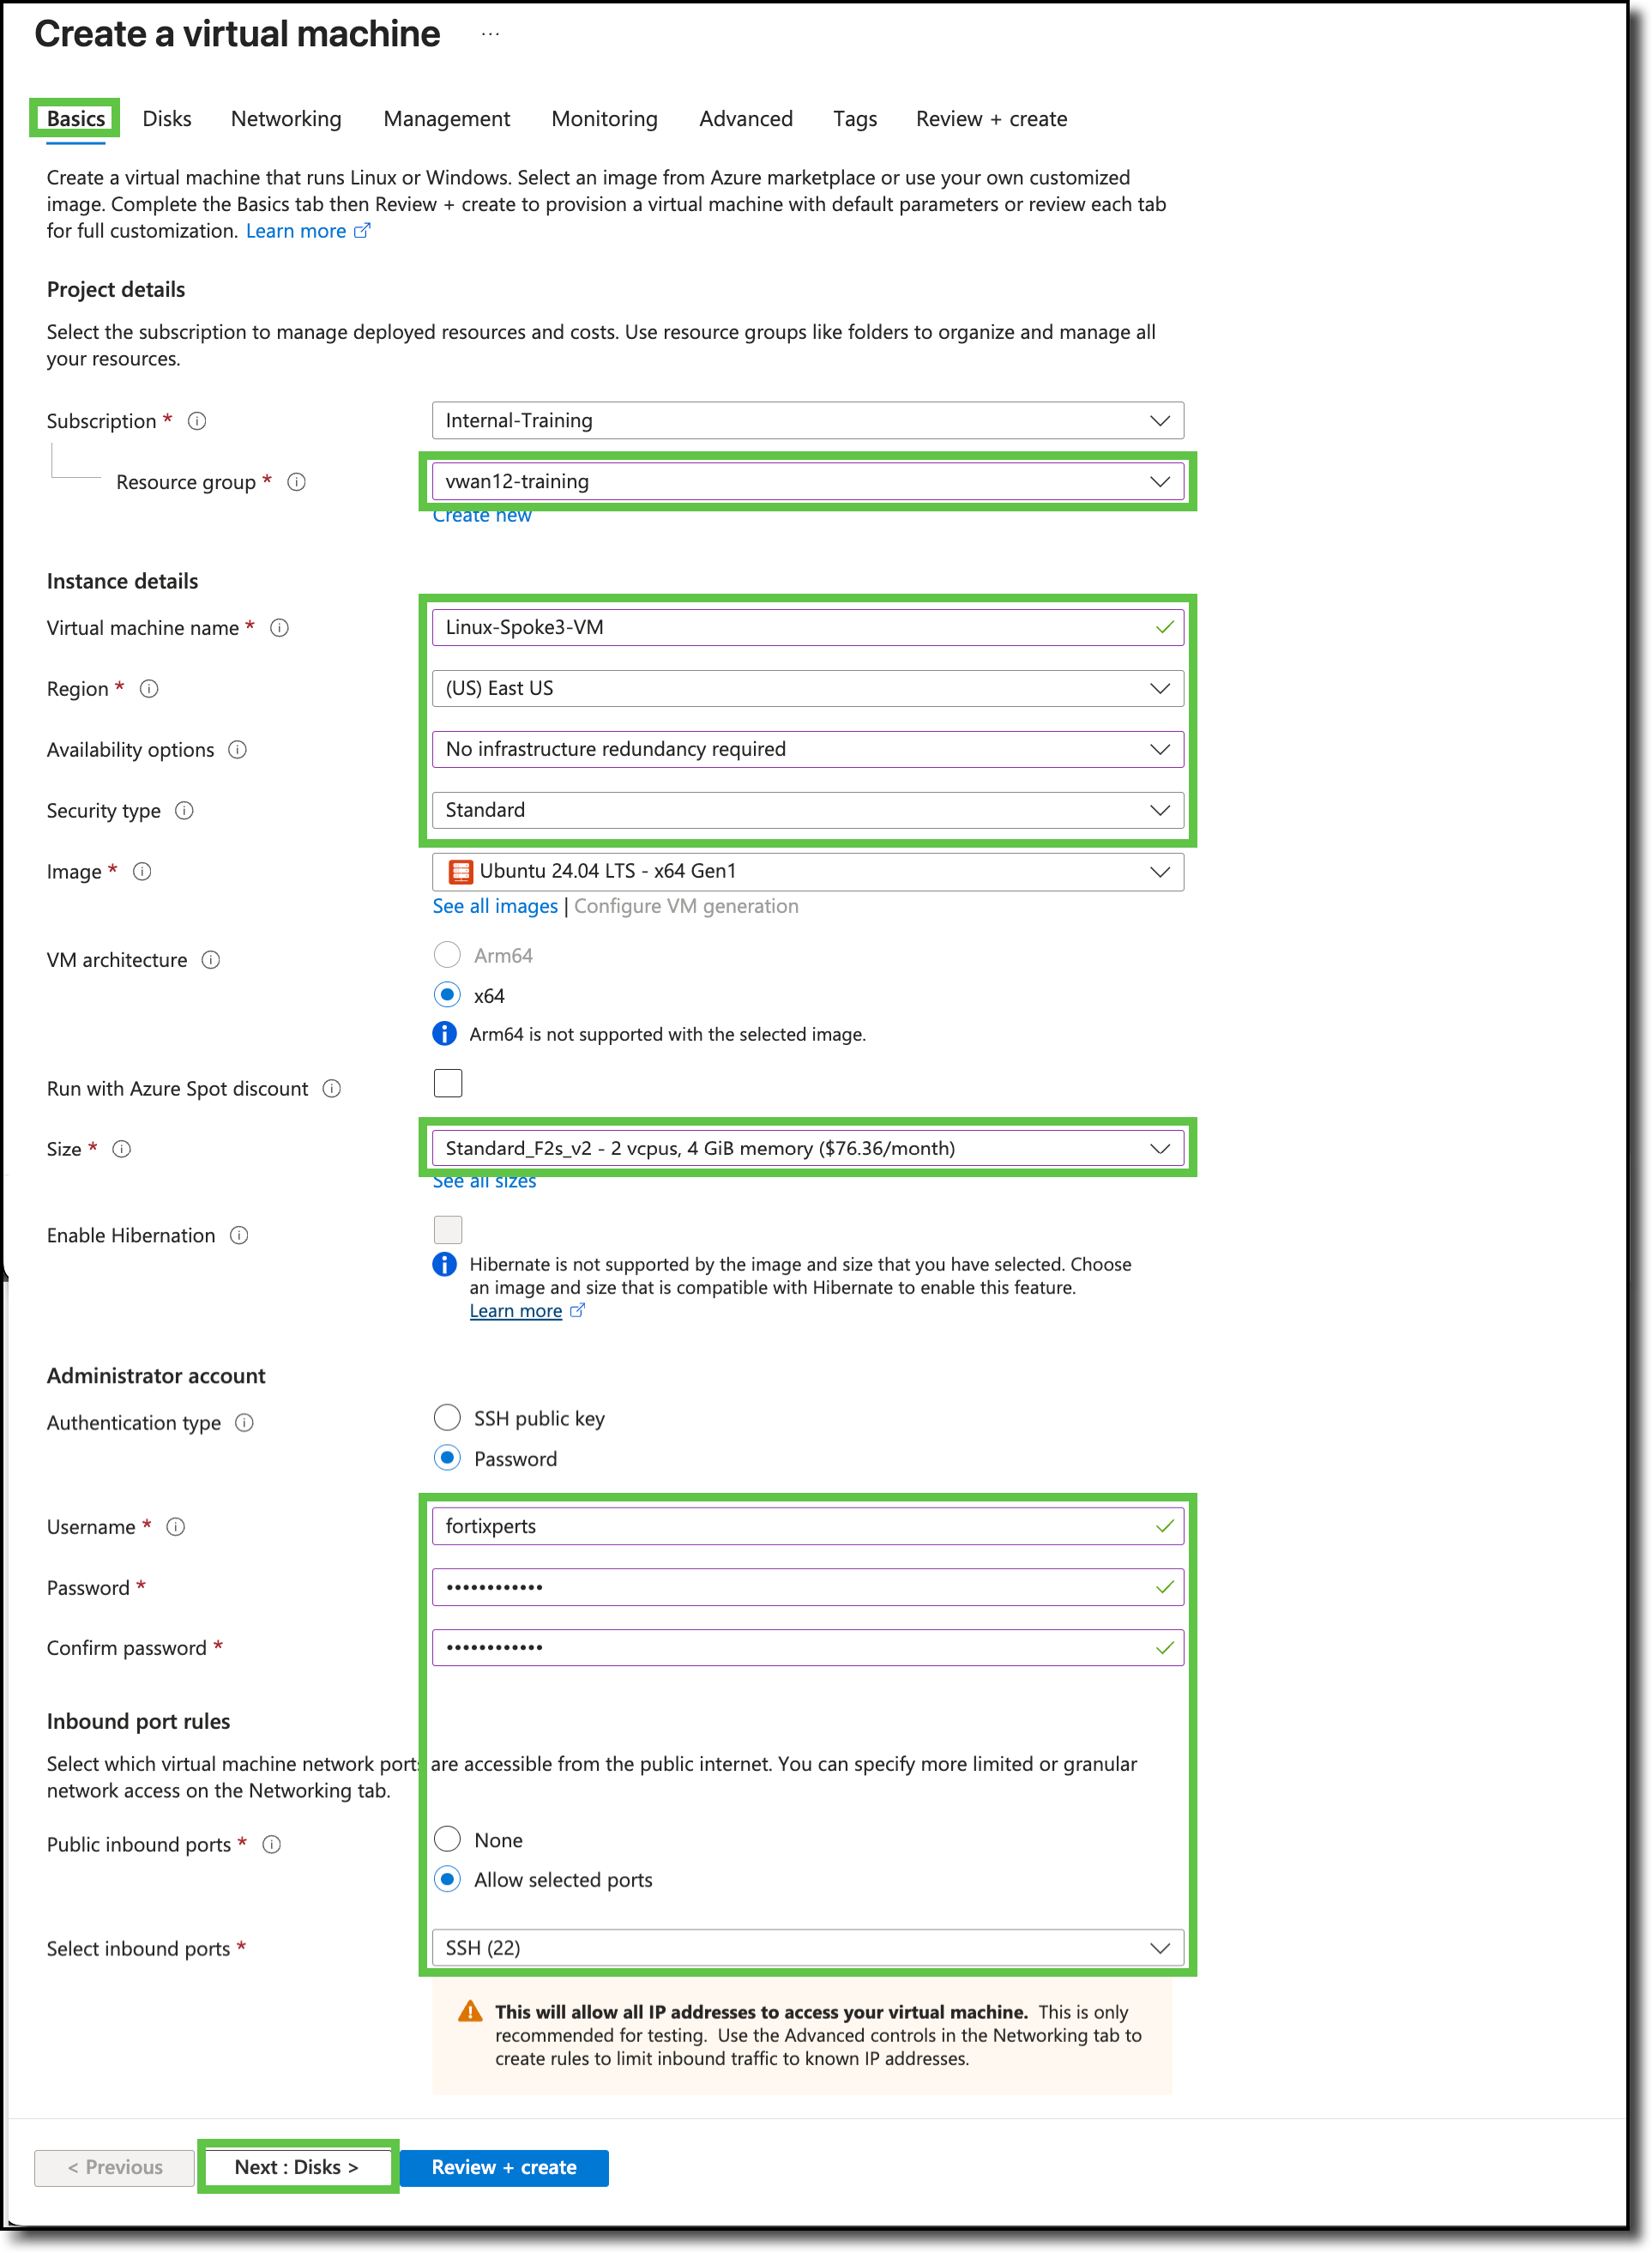 Create a virtual machine ...
Basics Disks Networking Management Monitoring Advanced Tags Review + create
Create a virtual machine that runs Linux or Windows. Select an image from Azure marketplace or use your own customized
image. Complete the Basics tab then Review + create to provision a virtual machine with default parameters or review each tab
for full customization. Learn more
Project details
Select the subscription to manage deployed resources and costs. Use resource groups like folders to organize and manage all
your resources.
Subscription * Internal-Training
Resource group * vwan12-training
Create new
Instance details
Virtual machine name * Linux-Spoke3-VM
Region * (US) East US
Availability options No infrastructure redundancy required
Security type Standard
Image * Ubuntu 24.04 LTS - x64 Gen1
See all images | Configure VM generation
VM architecture Arm64
x64
Arm64 is not supported with the selected image.
Run with Azure Spot discount
Size * Standard_F2s_v2 - 2 vcpus, 4 GiB memory ($76.36/month)
See all sizes
Enable Hibernation
Hibernate is not supported by the image and size that you have selected. Choose
an image and size that is compatible with Hibernate to enable this feature.
Learn more
Administrator account
Authentication type SSH public key
Password
Username * fortixperts
Password * ••••••••••••
Confirm password * ••••••••••••
Inbound port rules
Select which virtual machine network ports are accessible from the public internet. You can specify more limited or granular
network access on the Networking tab.
Public inbound ports * None
Allow selected ports
Select inbound ports * SSH (22)
This will allow all IP addresses to access your virtual machine. This is only
recommended for testing. Use the Advanced controls in the Networking tab to
create rules to limit inbound traffic to known IP addresses.
< Previous Next : Disks > Review + create